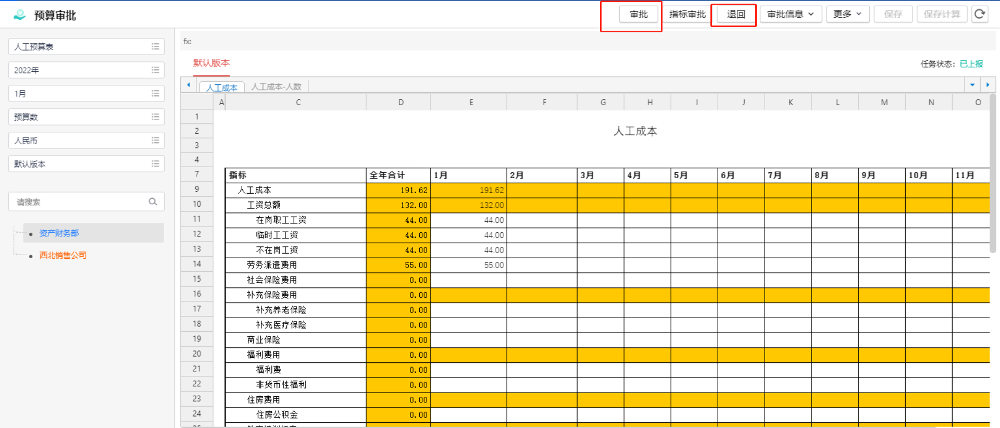 预算审批
审批 指标审批 退回 审批信息 更多 保存 保存计算
人工预算表
2022年
1月
预算数
人民币
默认版本
请搜索
资产财务部
西北销售公司
fx:
默认版本
任务状态: 已上报
人工成本 人工成本-人数
A C D E F G H I J K L M N O
1
2 人工成本
3
4
7 指标 全年合计 1月 2月 3月 4月 5月 6月 7月 8月 9月 10月 11月
9 人工成本 191.62 191.62
10 工资总额 132.00 132.00
11 在岗职工工资 44.00 44.00
12 临时工工资 44.00 44.00
13 不在岗工资 44.00 44.00
14 劳务派遣费用 55.00 55.00
15 社会保险费用 0.00
16 补充保险费用 0.00
17 补充养老保险 0.00
18 补充医疗保险 0.00
19 商业保险 0.00
20 福利费用 0.00
21 福利费 0.00
22 非货币性福利 0.00
23 住房费用 0.00
24 住房公积金 0.00